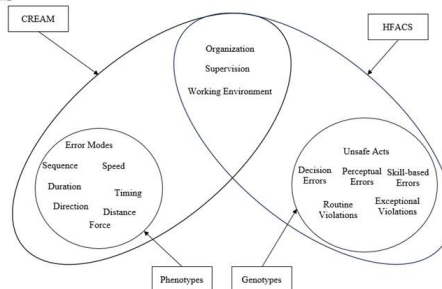 CREAM
HFACS
Organization
Supervision
Working Environment
Error Modes
Sequence
Speed
Duration
Timing
Direction
Distance
Force
Unsafe Acts
Decision
Errors
Perceptual
Errors
Skill-based
Errors
Routine
Violations
Exceptional
Violations
Phenotypes
Genotypes